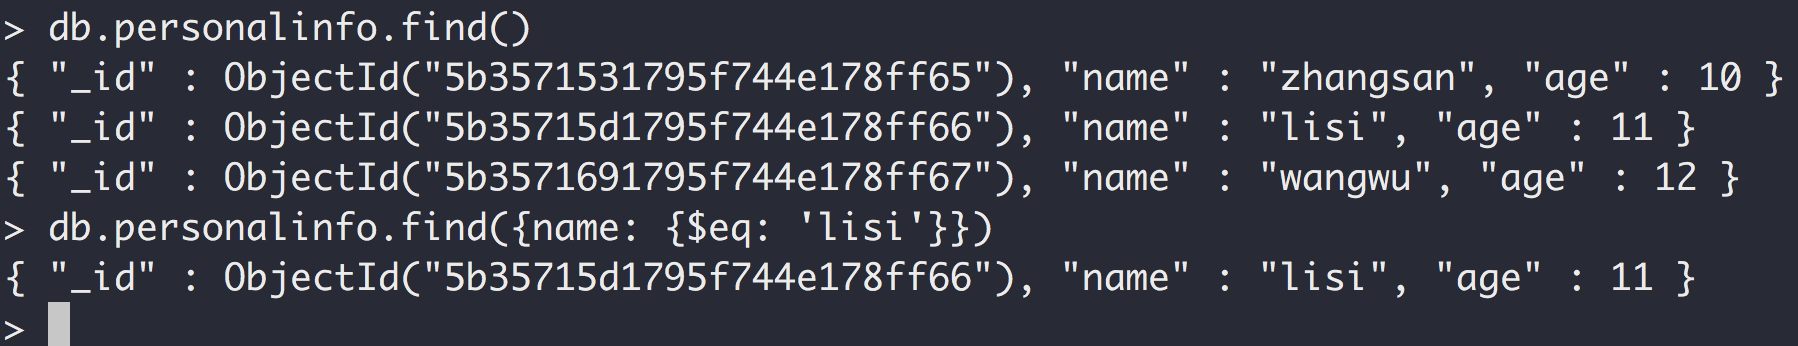 > db.personalinfo.find()
{ "_id" : ObjectId("5b3571531795f744e178ff65"), "name" : "zhangsan", "age" : 10 }
{ "_id" : ObjectId("5b35715d1795f744e178ff66"), "name" : "lisi", "age" : 11 }
{ "_id" : ObjectId("5b3571691795f744e178ff67"), "name" : "wangwu", "age" : 12 }
> db.personalinfo.find({name: {$eq: 'lisi'}})
{ "_id" : ObjectId("5b35715d1795f744e178ff66"), "name" : "lisi", "age" : 11 }
>